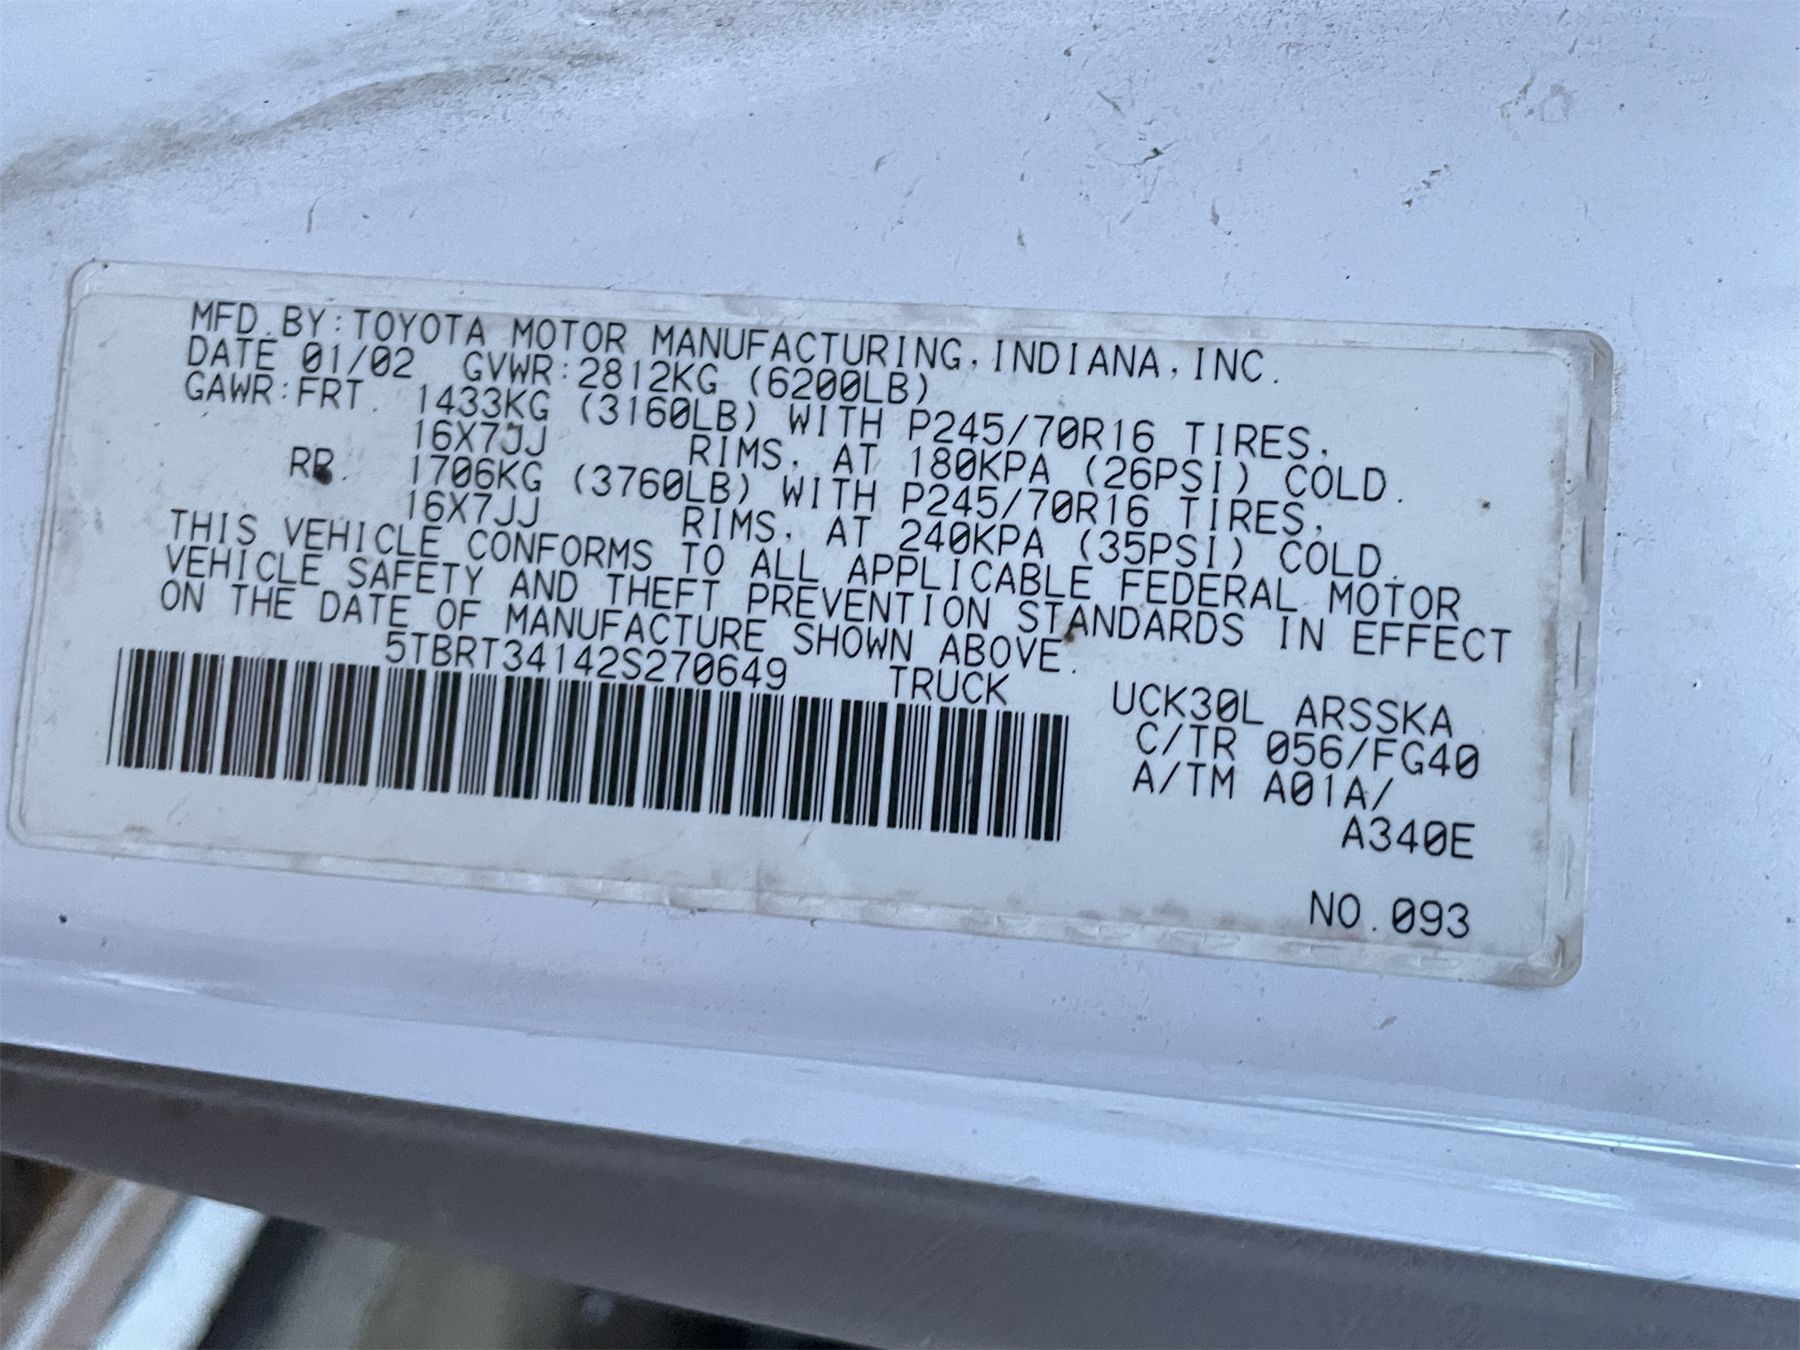 MFD.BY:TOYOTA MOTOR MANUFACTURING,INDIANA,INC.
DATE 01/02 GVWR:2812KG (6200LB)
GAWR:FRT. 1433KG (3160LB) WITH P245/70R16 TIRES,
16X7JJ RIMS, AT 180KPA (26PSI) COLD.
RR. 1706KG (3760LB) WITH P245/70R16 TIRES,
16X7JJ RIMS, AT 240KPA (35PSI) COLD.
THIS VEHICLE CONFORMS TO ALL APPLICABLE FEDERAL MOTOR
VEHICLE SAFETY AND THEFT PREVENTION STANDARDS IN EFFECT
ON THE DATE OF MANUFACTURE SHOWN ABOVE.
5TBRT34142S270649 TRUCK
UCK30L ARSSKA
C/TR 056/FG40
A/TM A01A/
A340E
NO.093